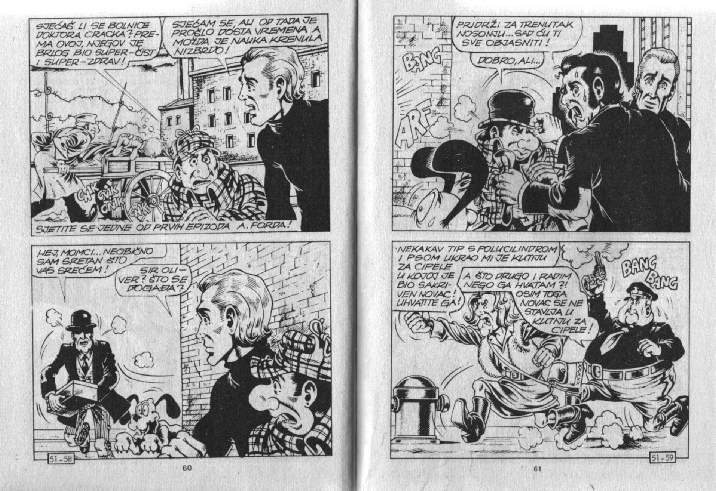 SJEĆAŠ LI SE BOLNICE
DOKTORA CRACKA? PRE-
MA OVOJ, NJEGOV JE
BRLOG BIO SUPER-ČIST
I SUPER-ZDRAV!
SJEĆAM SE, ALI OD TADA JE
PROŠLO DOSTA VREMENA A
MOŽDA JE NAUKA KRENULA
NIZBRDO!
SJETITE SE JEDNE OD PRVIH EPIZODA A. FORDA!
HEJ, MOMCI... NEOBIČNO
SAM SRETAN ŠTO
VAS SREĆEM!
SIR OLI-
VER? ŠTO SE
DOGAĐA?
51-58
60
PRIDRŽI ZA TRENUTAK
NOSONJU... SAD ĆU TI
SVE OBJASNITI!
DOBRO, ALI...
BANG
BANG
ARF
NEKAKAV TIP S POLUCILINDROM
I PSOM UKRAO MI JE KUTIJU
ZA CIPELE
U KOJOJ JE
BIO SAKRI-
VEN NOVAC!
UHVATITE GA!
A ŠTO DRUGO I RADIM
NEGO GA HVATAM?!
OSIM TOGA
NOVAC SE NE
STAVLJA U
KUTIJU ZA
CIPELE!
BANG
BANG
51-59
61